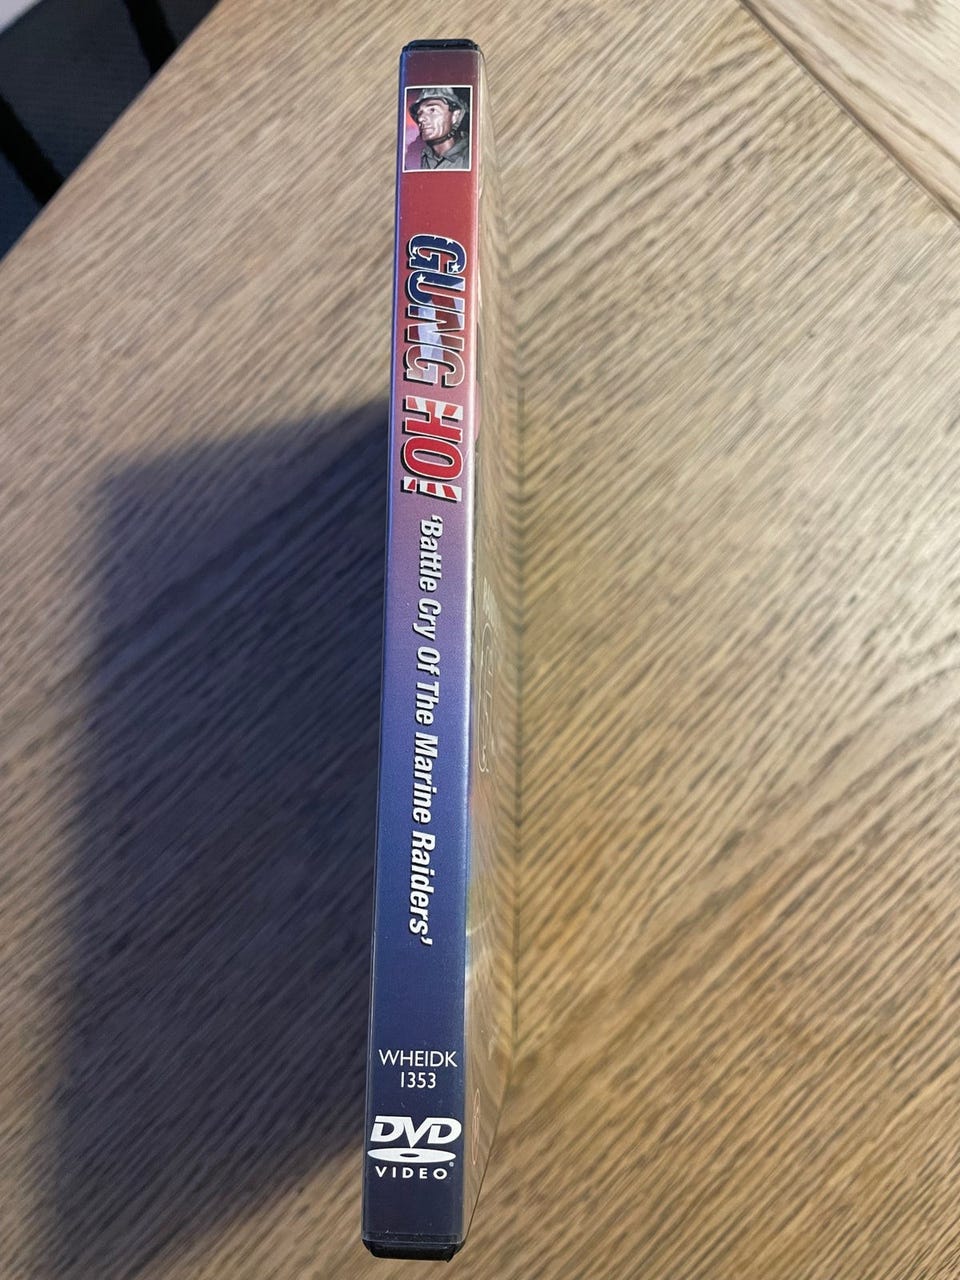 GUNG HO!
'Battle Cry Of The Marine Raiders'
WHEIDK
1353
DVD
VIDEO